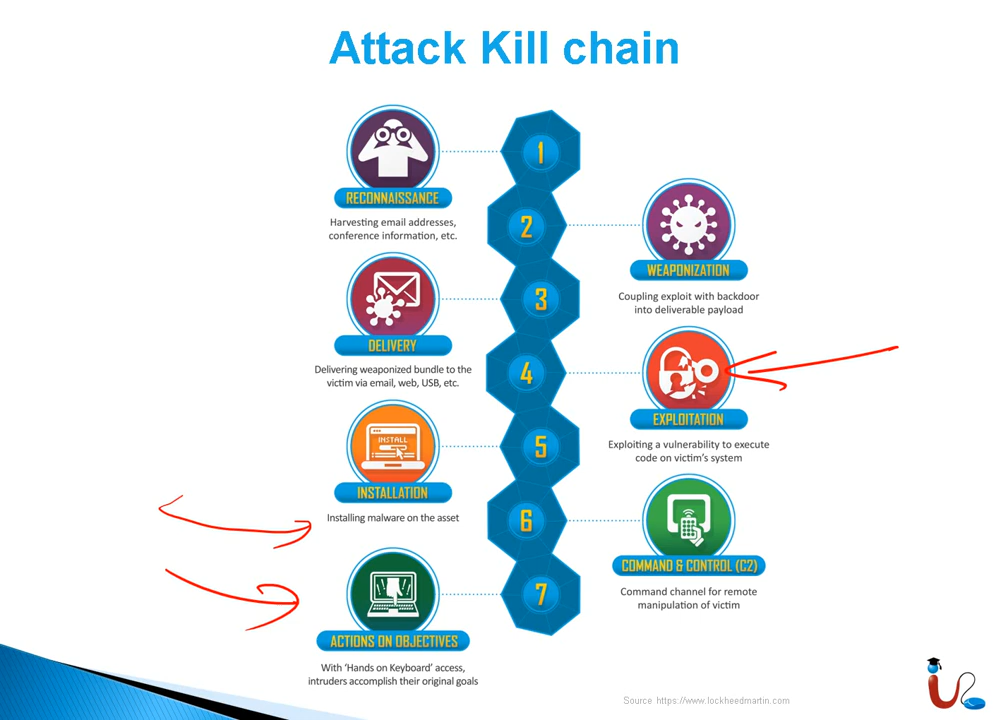 Attack Kill chain
1
RECONNAISSANCE
Harvesting email addresses,
conference information, etc.
2
WEAPONIZATION
Coupling exploit with backdoor
into deliverable payload
3
DELIVERY
Delivering weaponized bundle to the
victim via email, web, USB, etc.
4
EXPLOITATION
Exploiting a vulnerability to execute
code on victim's system
5
INSTALL
INSTALLATION
Installing malware on the asset
6
COMMAND & CONTROL (C2)
Command channel for remote
manipulation of victim
7
ACTIONS ON OBJECTIVES
With 'Hands on Keyboard' access,
intruders accomplish their original goals
Source -https://www.lockheedmartin.com